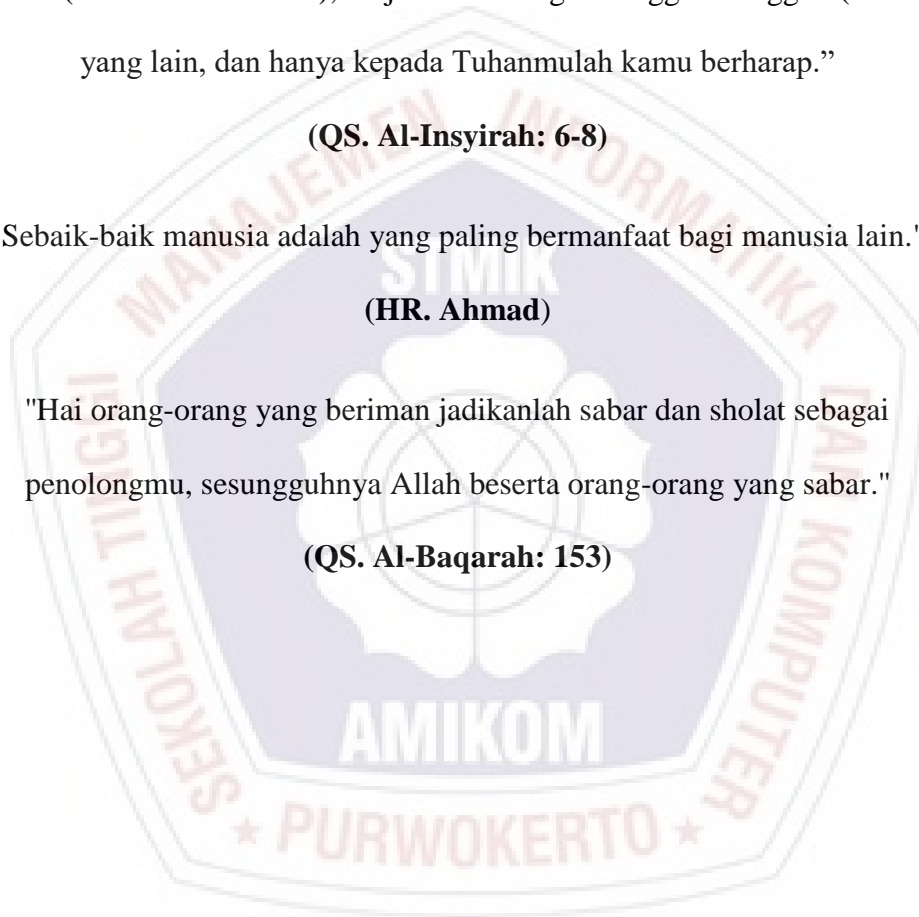 yang lain, dan hanya kepada Tuhanmulah kamu berharap.”
(QS. Al-Insyirah: 6-8)
Sebaik-baik manusia adalah yang paling bermanfaat bagi manusia lain.'
(HR. Ahmad)
"Hai orang-orang yang beriman jadikanlah sabar dan sholat sebagai
penolongmu, sesungguhnya Allah beserta orang-orang yang sabar."
(QS. Al-Baqarah: 153)
SEKOLAH TINGGI MANAJEMEN INFORMATIKA DAN KOMPUTER
STMIK
AMIKOM
★ PURWOKERTO ★